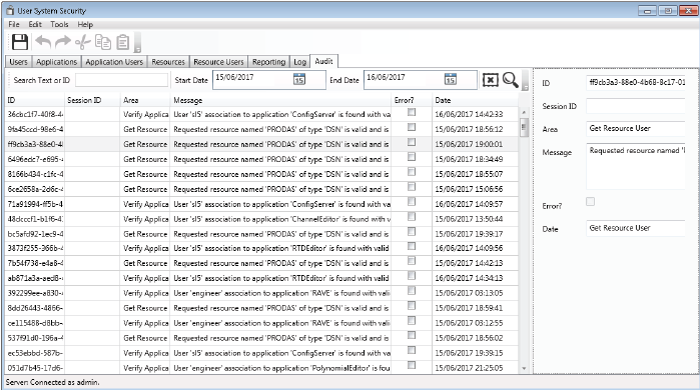 User System Security
File Edit Tools Help
Users Applications Application Users Resources Resource Users Reporting Log Audit
Search Text or ID Start Date 15/06/2017 15 End Date 16/06/2017 15
ID Session ID Area Message Error? Date
36cbc1f7-40f8-4 Verify Applica User 'sl5' association to application 'ConfigServer' is found with va 16/06/2017 14:42:33
9fa45ccd-98e6-4 Get Resource Requested resource named 'PRODAS' of type 'DSN' is valid and is 15/06/2017 18:56:12
ff9cb3a3-88e0-4 Get Resource Requested resource named 'PRODAS' of type 'DSN' is valid and is 15/06/2017 19:00:01
6496edc7-e695- Get Resource Requested resource named 'PRODAS' of type 'DSN' is valid and is 15/06/2017 18:34:49
8166b434-c1fc-4 Get Resource Requested resource named 'PRODAS' of type 'DSN' is valid and is 15/06/2017 18:55:07
6ce2658a-2d6c-4 Get Resource Requested resource named 'PRODAS' of type 'DSN' is valid and is 15/06/2017 15:06:56
71a91994-ff5b-4 Verify Applica User 'sl5' association to application 'ConfigServer' is found with va 16/06/2017 14:09:57
48dcccf1-b1f6-4 Verify Applica User 'sl5' association to application 'ChannelEditor' is found with v 16/06/2017 13:50:44
bc5afd92-1ec9-4 Get Resource Requested resource named 'PRODAS' of type 'DSN' is valid and is 15/06/2017 19:39:17
3873f255-366b-4 Verify Applica User 'sl5' association to application 'RTDEditor' is found with valid 16/06/2017 14:09:56
7b54f738-e4a8- Get Resource Requested resource named 'PRODAS' of type 'DSN' is valid and is 16/06/2017 14:42:13
ab871a3a-aed8- Verify Applica User 'sl5' association to application 'RTDEditor' is found with valid 16/06/2017 14:34:13
392299ee-a830- Verify Applica User 'engineer' association to application 'RAVE' is found with vali 15/06/2017 03:13:05
8dd26443-4866- Get Resource Requested resource named 'PRODAS' of type 'DSN' is valid and is 15/06/2017 18:59:41
ce115488-d8bb- Verify Applica User 'engineer' association to application 'RAVE' is found with vali 15/06/2017 03:12:55
537f91d0-196a- Get Resource Requested resource named 'PRODAS' of type 'DSN' is valid and is 15/06/2017 18:56:02
ec53ebbd-587b- Verify Applica User 'sl5' association to application 'ConfigServer' is found with va 15/06/2017 19:39:15
051d7b45-17d6- Verify Applica User 'engineer' association to application 'PolynomialEditor' is fou 15/06/2017 21:25:05
ID ff9cb3a3-88e0-4b68-8c17-01
Session ID
Area Get Resource User
Message Requested resource named '
Error?
Date Get Resource User
Server: Connected as admin.